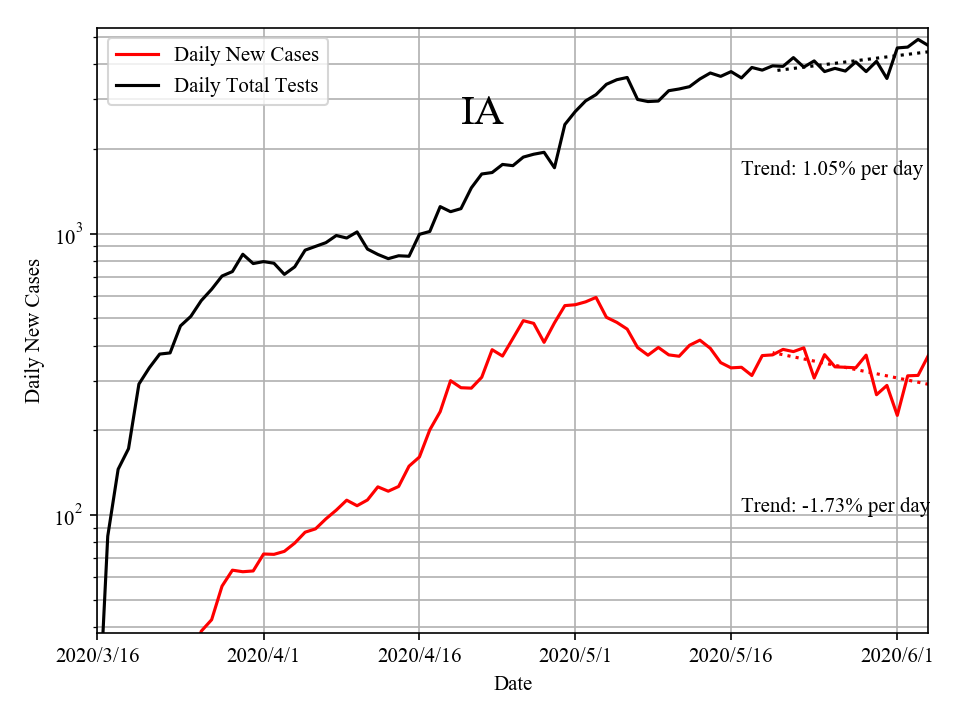 Daily New Cases
Daily Total Tests
IA
Trend: 1.05% per day
Trend: -1.73% per day
Daily New Cases
10³
10²
2020/3/16
2020/4/1
2020/4/16
2020/5/1
2020/5/16
2020/6/1
Date